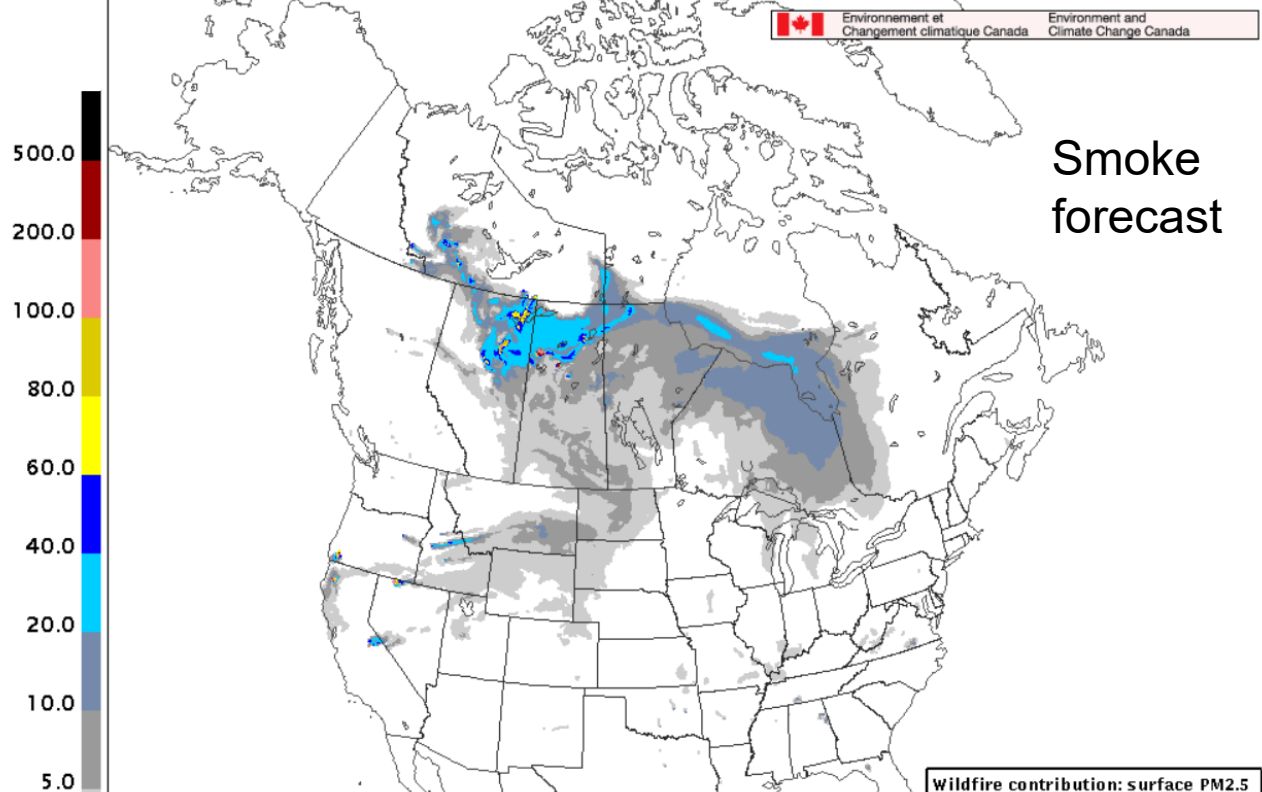 Environnement et
Changement climatique Canada
Environment and
Climate Change Canada
Smoke
forecast
500.0
200.0
100.0
80.0
60.0
40.0
20.0
10.0
5.0
Wildfire contribution: surface PM2.5